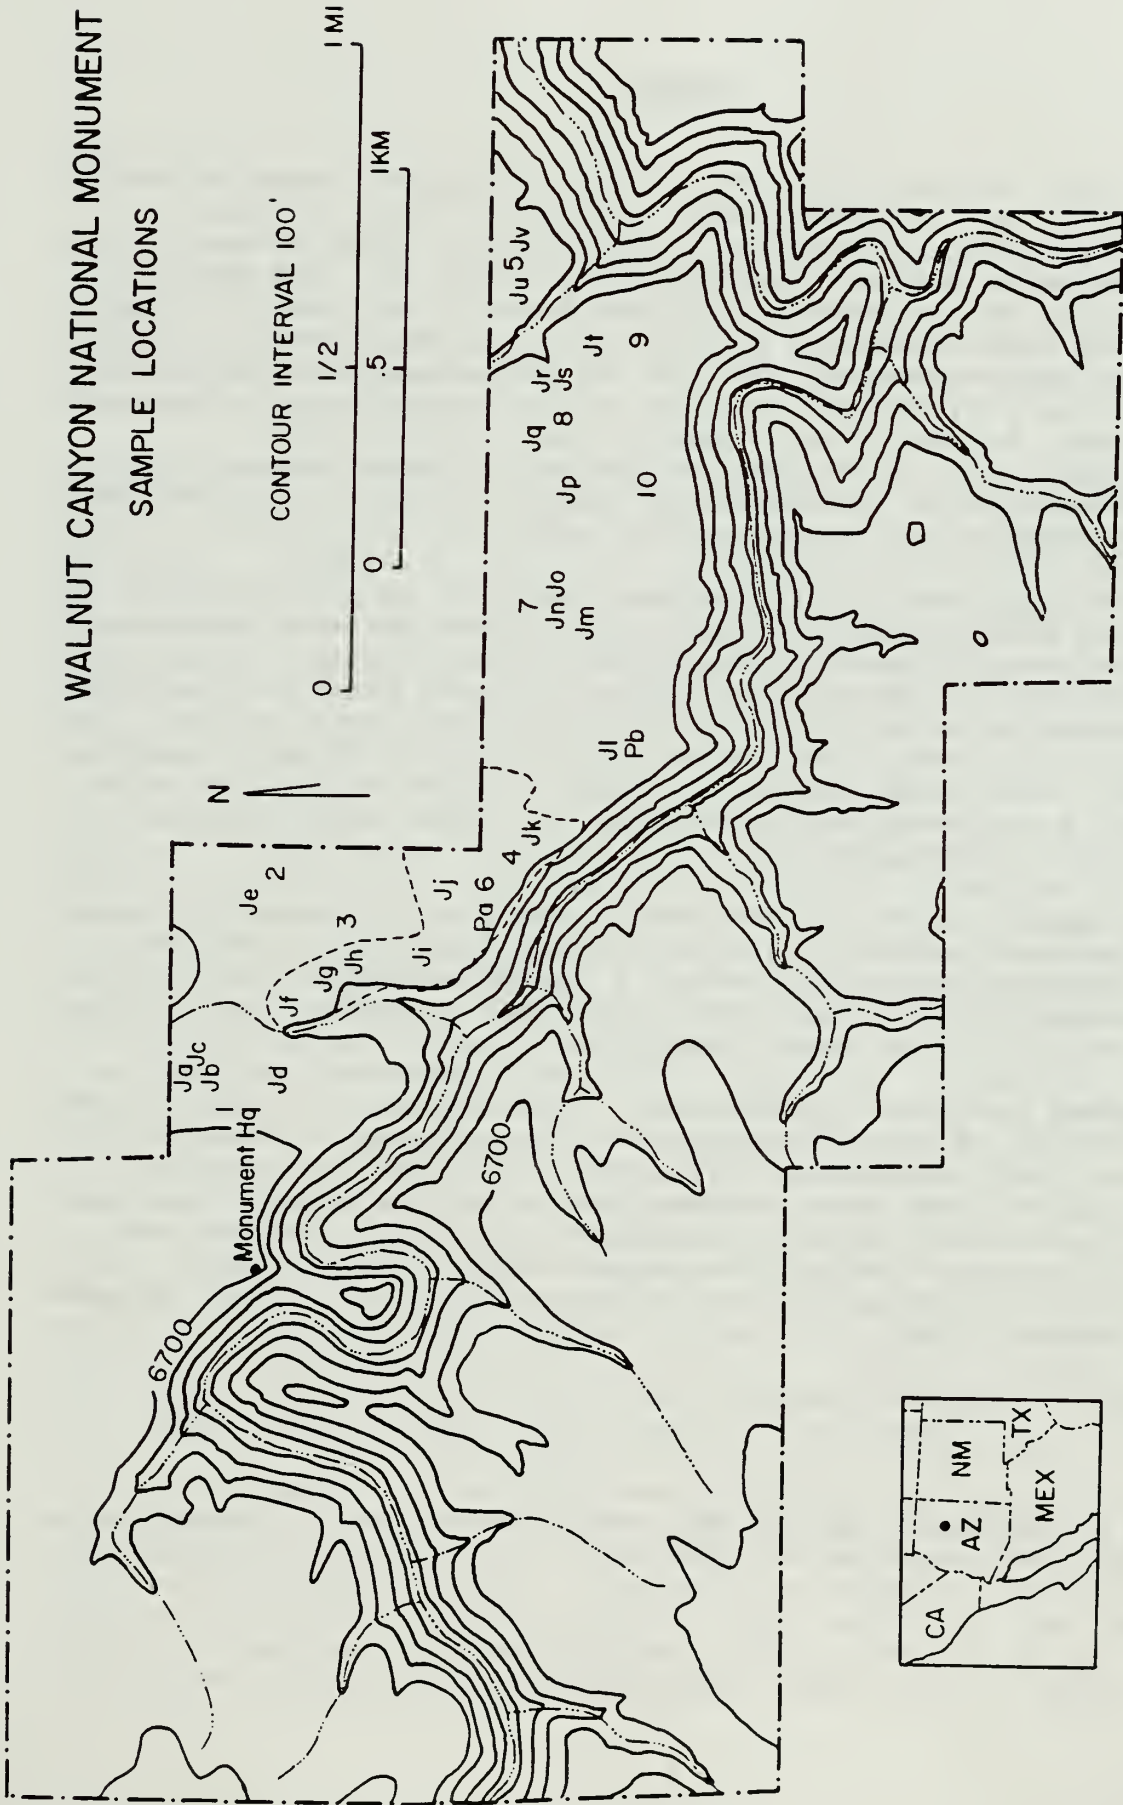 WALNUT CANYON NATIONAL MONUMENT
SAMPLE LOCATIONS
CONTOUR INTERVAL 100'
0 1/2 1 MI
0 .5 1KM
N
6700
Monument Hq
1
Ja
Jb Jc
Jd
Je
2
Jf
Jg
Jh
3
Ji
Jj
Pa 6
4
Jk
Jl
Pb
7
Jn Jo
Jm
Jp
10
Jq
8
Jr
Js
Jt
9
Ju 5 Jv
6700
CA
AZ
NM
TX
MEX